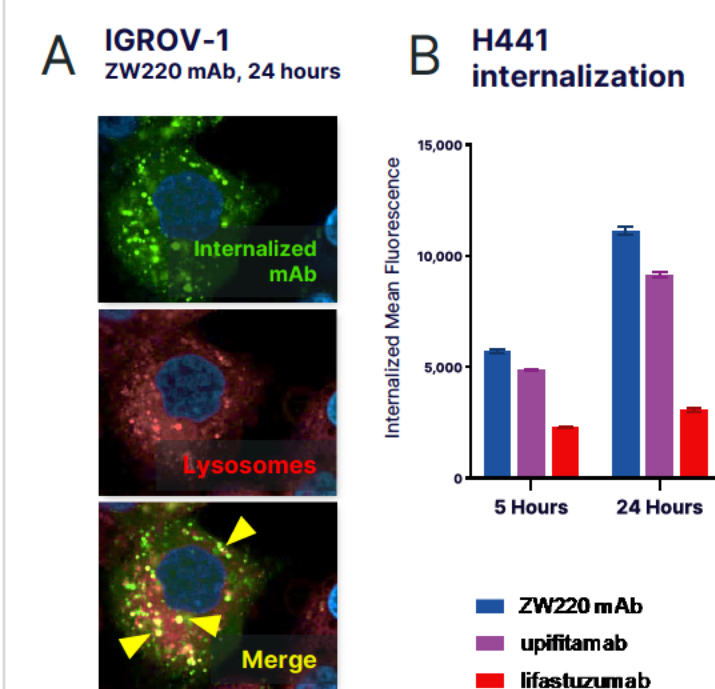 A
IGROV-1
ZW220 mAb, 24 hours
Internalized
mAb
Lysosomes
Merge
B
H441
internalization
Internalized Mean Fluorescence
15,000
10,000
5,000
0
5 Hours
24 Hours
ZW220 mAb
upifitamab
lifastuzumab